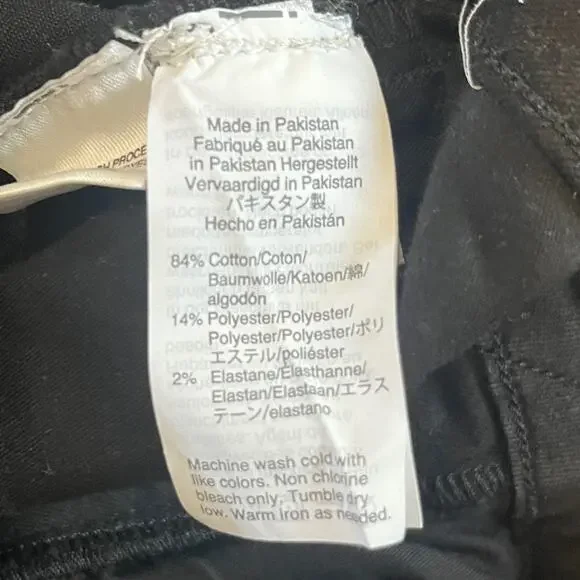 Made in Pakistan
Fabriqué au Pakistan
in Pakistan Hergestellt
Vervaardigd in Pakistan
パキスタン製
Hecho en Pakistán
84% Cotton/Coton/
Baumwolle/Katoen/綿/
algodón
14% Polyester/Polyester/
Polyester/Polyester/ポリ
エステル/poliéster
2% Elastane/Elasthanne/
Elastan/Elastaan/エラス
テーン/elastano
Machine wash cold with
like colors. Non chlorine
bleach only, Tumble dry
low. Warm Iron as needed.